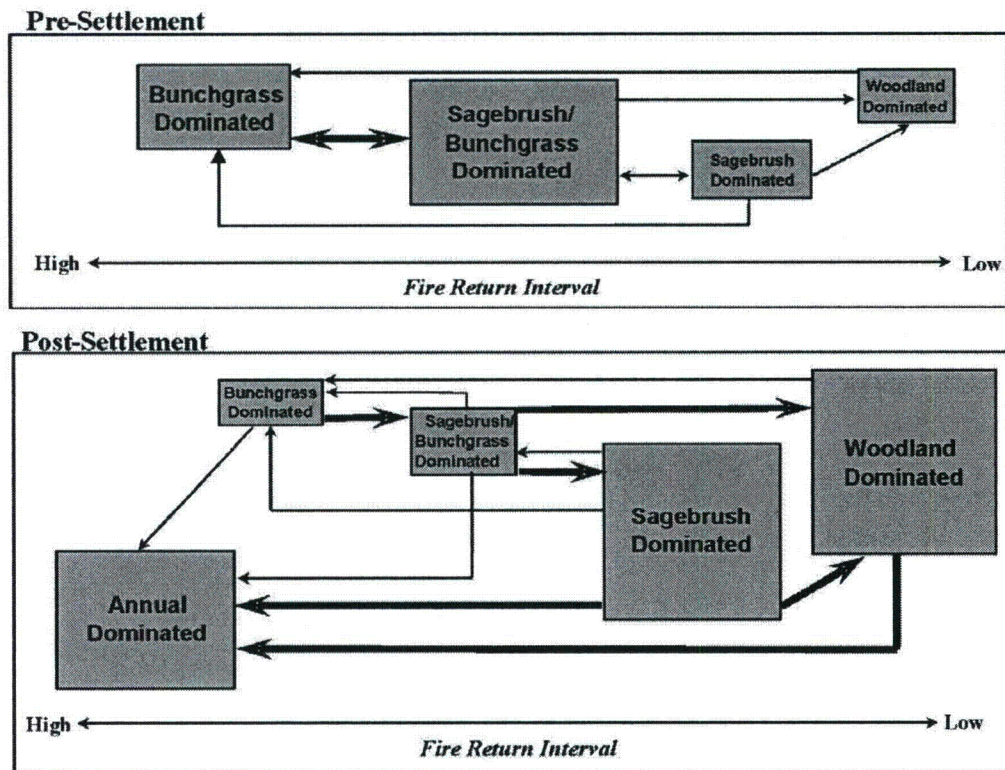 Pre-Settlement
Bunchgrass
Dominated
Sagebrush/
Bunchgrass
Dominated
Woodland
Dominated
Sagebrush
Dominated
High
Low
Fire Return Interval
Post-Settlement
Bunchgrass
Dominated
Sagebrush/
Bunchgrass
Dominated
Woodland
Dominated
Sagebrush
Dominated
Annual
Dominated
High
Low
Fire Return Interval